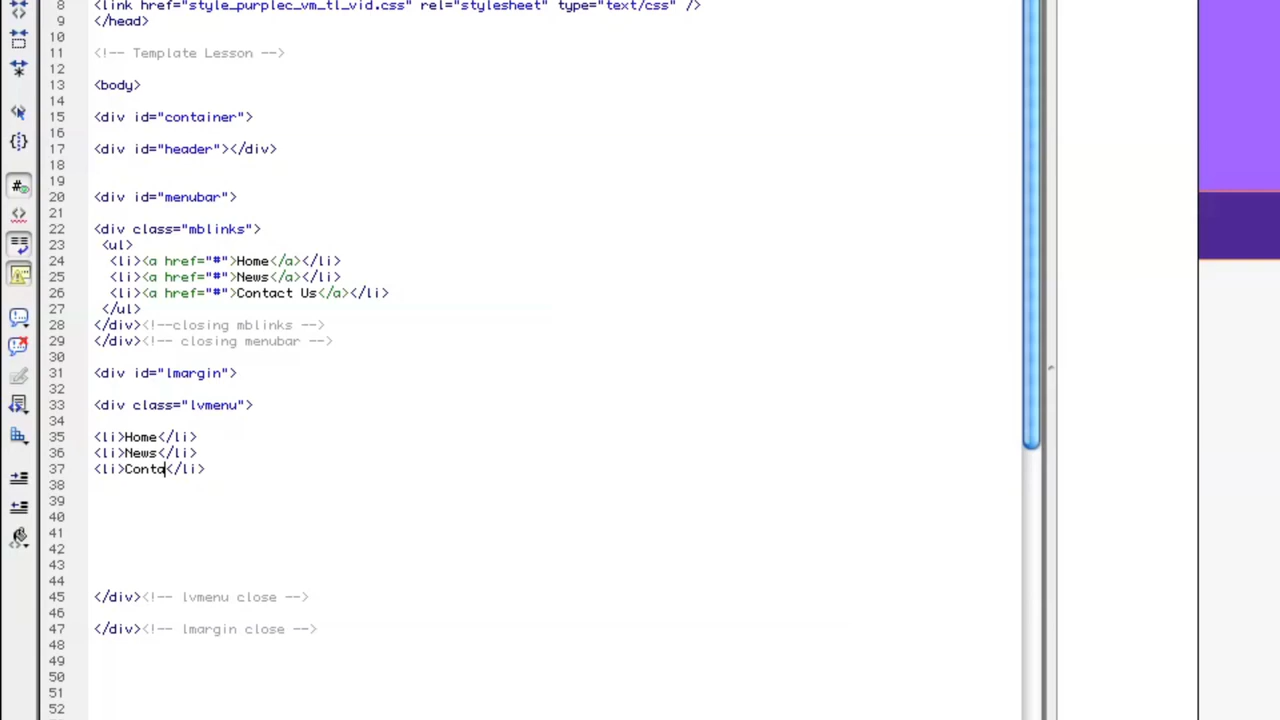 8 <link href="style_purplec_vm_tl_vid.css" rel="stylesheet" type="text/css" />
9 </head>
10
11 <!-- Template Lesson -->
12
13 <body>
14
15 <div id="container">
16
17 <div id="header"></div>
18
19
20 <div id="menubar">
21
22 <div class="mblinks">
23 <ul>
24 <li><a href="#">Home</a></li>
25 <li><a href="#">News</a></li>
26 <li><a href="#">Contact Us</a></li>
27 </ul>
28 </div><!--closing mblinks -->
29 </div><!-- closing menubar -->
30
31 <div id="lmargin">
32
33 <div class="lvmenu">
34
35 <li>Home</li>
36 <li>News</li>
37 <li>Conta</li>
38
39
40
41
42
43
44
45 </div><!-- lvmenu close -->
46
47 </div><!-- lmargin close -->
48
49
50
51
52